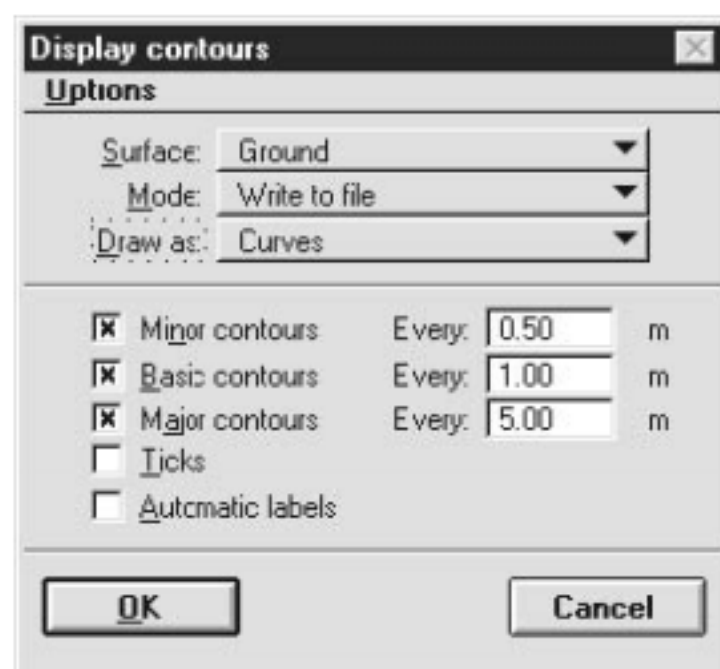 Display contours
Options
Surface: Ground
Mode: Write to file
Draw as: Curves
Minor contours Every: 0.50 m
Basic contours Every: 1.00 m
Major contours Every: 5.00 m
Ticks
Automatic labels
OK Cancel